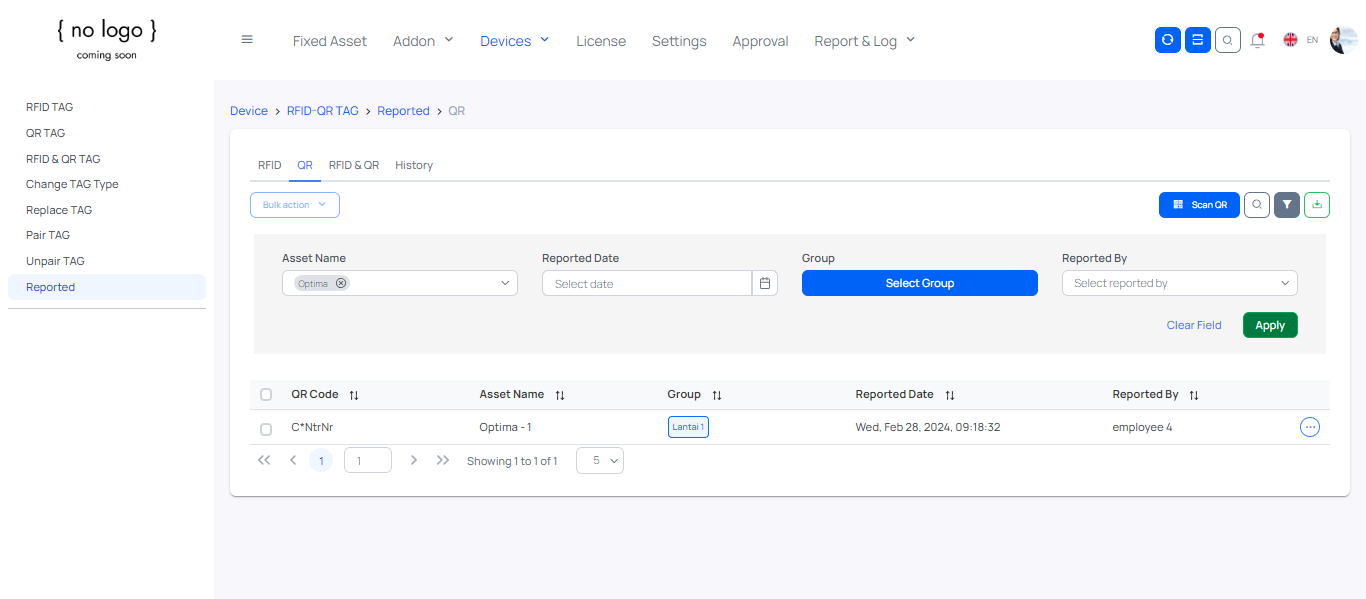 { no logo }
coming soon
Fixed Asset Addon Devices License Settings Approval Report & Log EN
RFID TAG
QR TAG
RFID & QR TAG
Change TAG Type
Replace TAG
Pair TAG
Unpair TAG
Reported
Device > RFID-QR TAG > Reported > QR
RFID QR RFID & QR History
Bulk action Scan QR
Asset Name Reported Date Group Reported By
Optima Select date Select Group Select reported by
Clear Field Apply
QR Code Asset Name Group Reported Date Reported By
C*NtrNr Optima - 1 Lantai 1 Wed, Feb 28, 2024, 09:18:32 employee 4
1 1 Showing 1 to 1 of 1 5